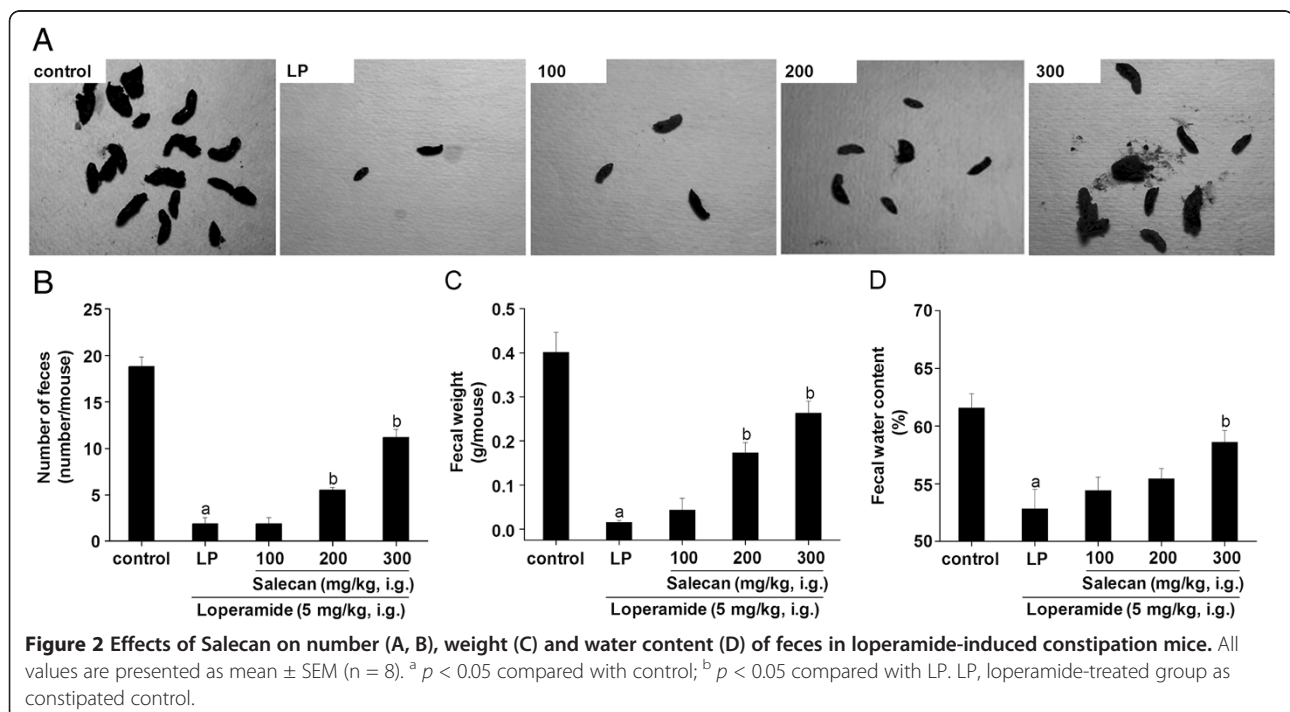 A
control
LP
100
200
300
B
Number of feces
(number/mouse)
25
20
15
10
5
0
a
b
b
control
LP
100
200
300
Salecan (mg/kg, i.g.)
Loperamide (5 mg/kg, i.g.)
C
Fecal weight
(g/mouse)
0.5
0.4
0.3
0.2
0.1
0.0
a
b
b
control
LP
100
200
300
Salecan (mg/kg, i.g.)
Loperamide (5 mg/kg, i.g.)
D
Fecal water content
(%)
70
65
60
55
50
a
b
control
LP
100
200
300
Salecan (mg/kg, i.g.)
Loperamide (5 mg/kg, i.g.)
Figure 2 Effects of Salecan on number (A, B), weight (C) and water content (D) of feces in loperamide-induced constipation mice. All
values are presented as mean ± SEM (n = 8). a p < 0.05 compared with control; b p < 0.05 compared with LP. LP, loperamide-treated group as
constipated control.